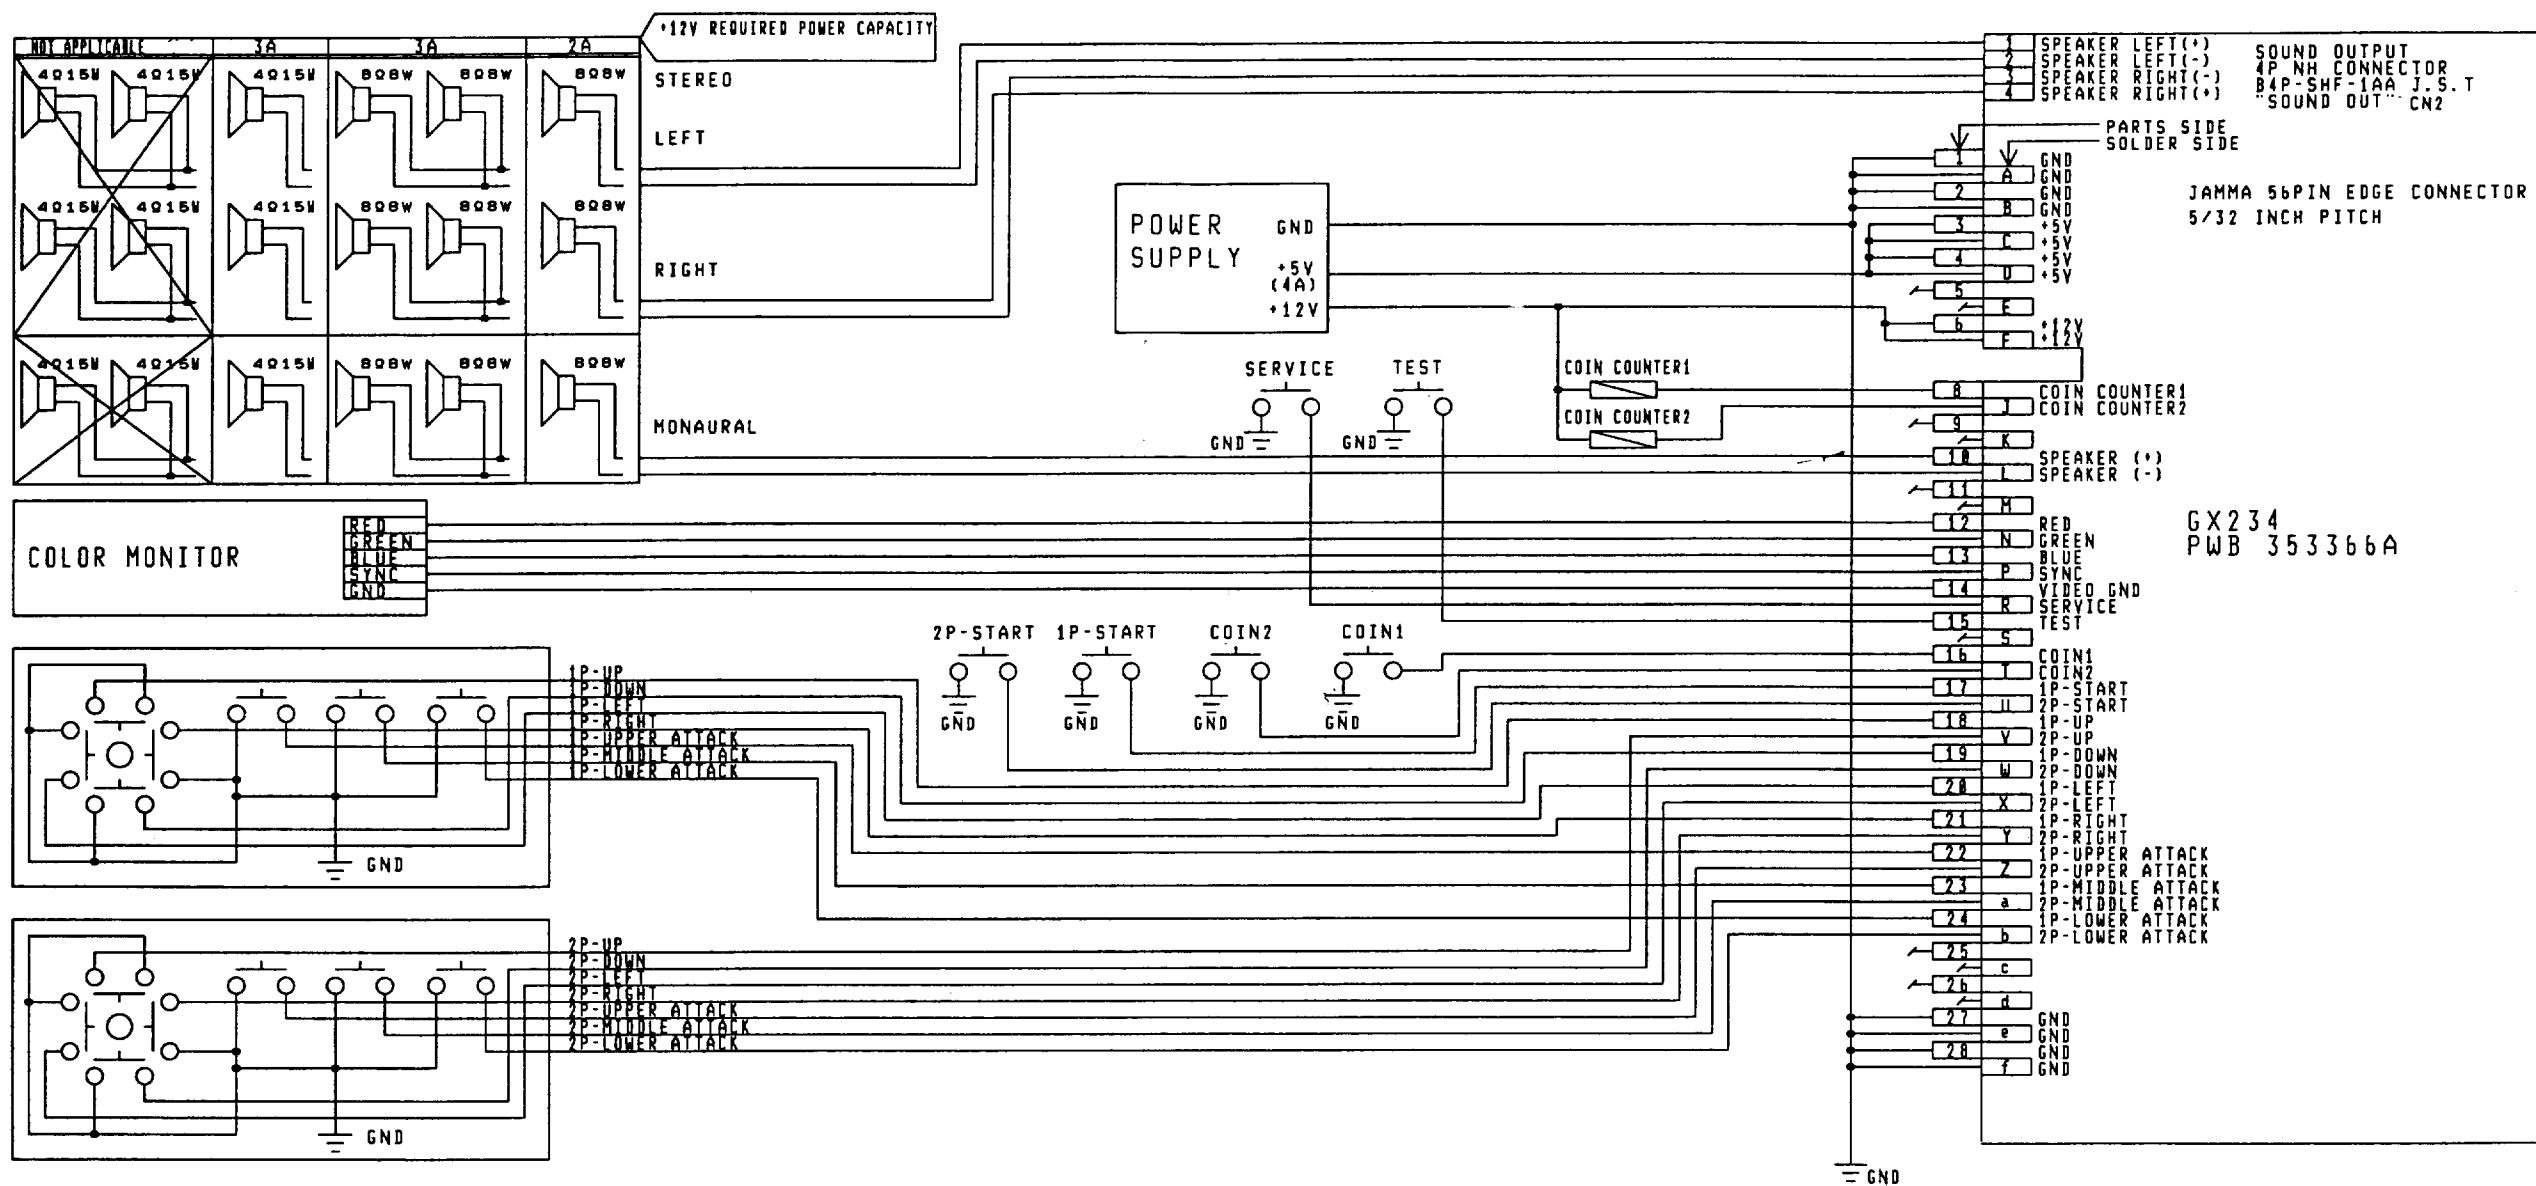 +12V REQUIRED POWER CAPACITY
NOT APPLICABLE 3A 3A 2A
4Ω15W 4Ω15W 4Ω15W 8Ω8W 8Ω8W 8Ω8W
STEREO
LEFT
4Ω15W 4Ω15W 4Ω15W 8Ω8W 8Ω8W 8Ω8W
RIGHT
4Ω15W 4Ω15W 4Ω15W 8Ω8W 8Ω8W 8Ω8W
MONAURAL
COLOR MONITOR
RED
GREEN
BLUE
SYNC
GND
1P-UP
1P-DOWN
1P-LEFT
1P-RIGHT
1P-UPPER ATTACK
1P-MIDDLE ATTACK
1P-LOWER ATTACK
GND
2P-UP
2P-DOWN
2P-LEFT
2P-RIGHT
2P-UPPER ATTACK
2P-MIDDLE ATTACK
2P-LOWER ATTACK
GND
POWER
SUPPLY
GND
+5V
(4A)
+12V
SERVICE TEST
GND GND
COIN COUNTER1
COIN COUNTER2
2P-START 1P-START COIN2 COIN1
GND GND GND GND
1 SPEAKER LEFT(+)
2 SPEAKER LEFT(-)
3 SPEAKER RIGHT(-)
4 SPEAKER RIGHT(+)
SOUND OUTPUT
4P NH CONNECTOR
B4P-SHF-1AA J.S.T
"SOUND OUT" CN2
PARTS SIDE
SOLDER SIDE
JAMMA 56PIN EDGE CONNECTOR
5/32 INCH PITCH
1 GND
A GND
2 GND
B GND
3 +5V
C +5V
4 +5V
D +5V
5
E
6 +12V
F +12V
8 COIN COUNTER1
J COIN COUNTER2
9
K
10 SPEAKER (+)
L SPEAKER (-)
11
M
12 RED
N GREEN
13 BLUE
P SYNC
14 VIDEO GND
R SERVICE
15 TEST
S
16 COIN1
T COIN2
17 1P-START
U 2P-START
18 1P-UP
V 2P-UP
19 1P-DOWN
W 2P-DOWN
20 1P-LEFT
X 2P-LEFT
21 1P-RIGHT
Y 2P-RIGHT
22 1P-UPPER ATTACK
Z 2P-UPPER ATTACK
23 1P-MIDDLE ATTACK
a 2P-MIDDLE ATTACK
24 1P-LOWER ATTACK
b 2P-LOWER ATTACK
25
c
26
d
27 GND
e GND
28 GND
f GND
GX234
PWB 353366A
GND